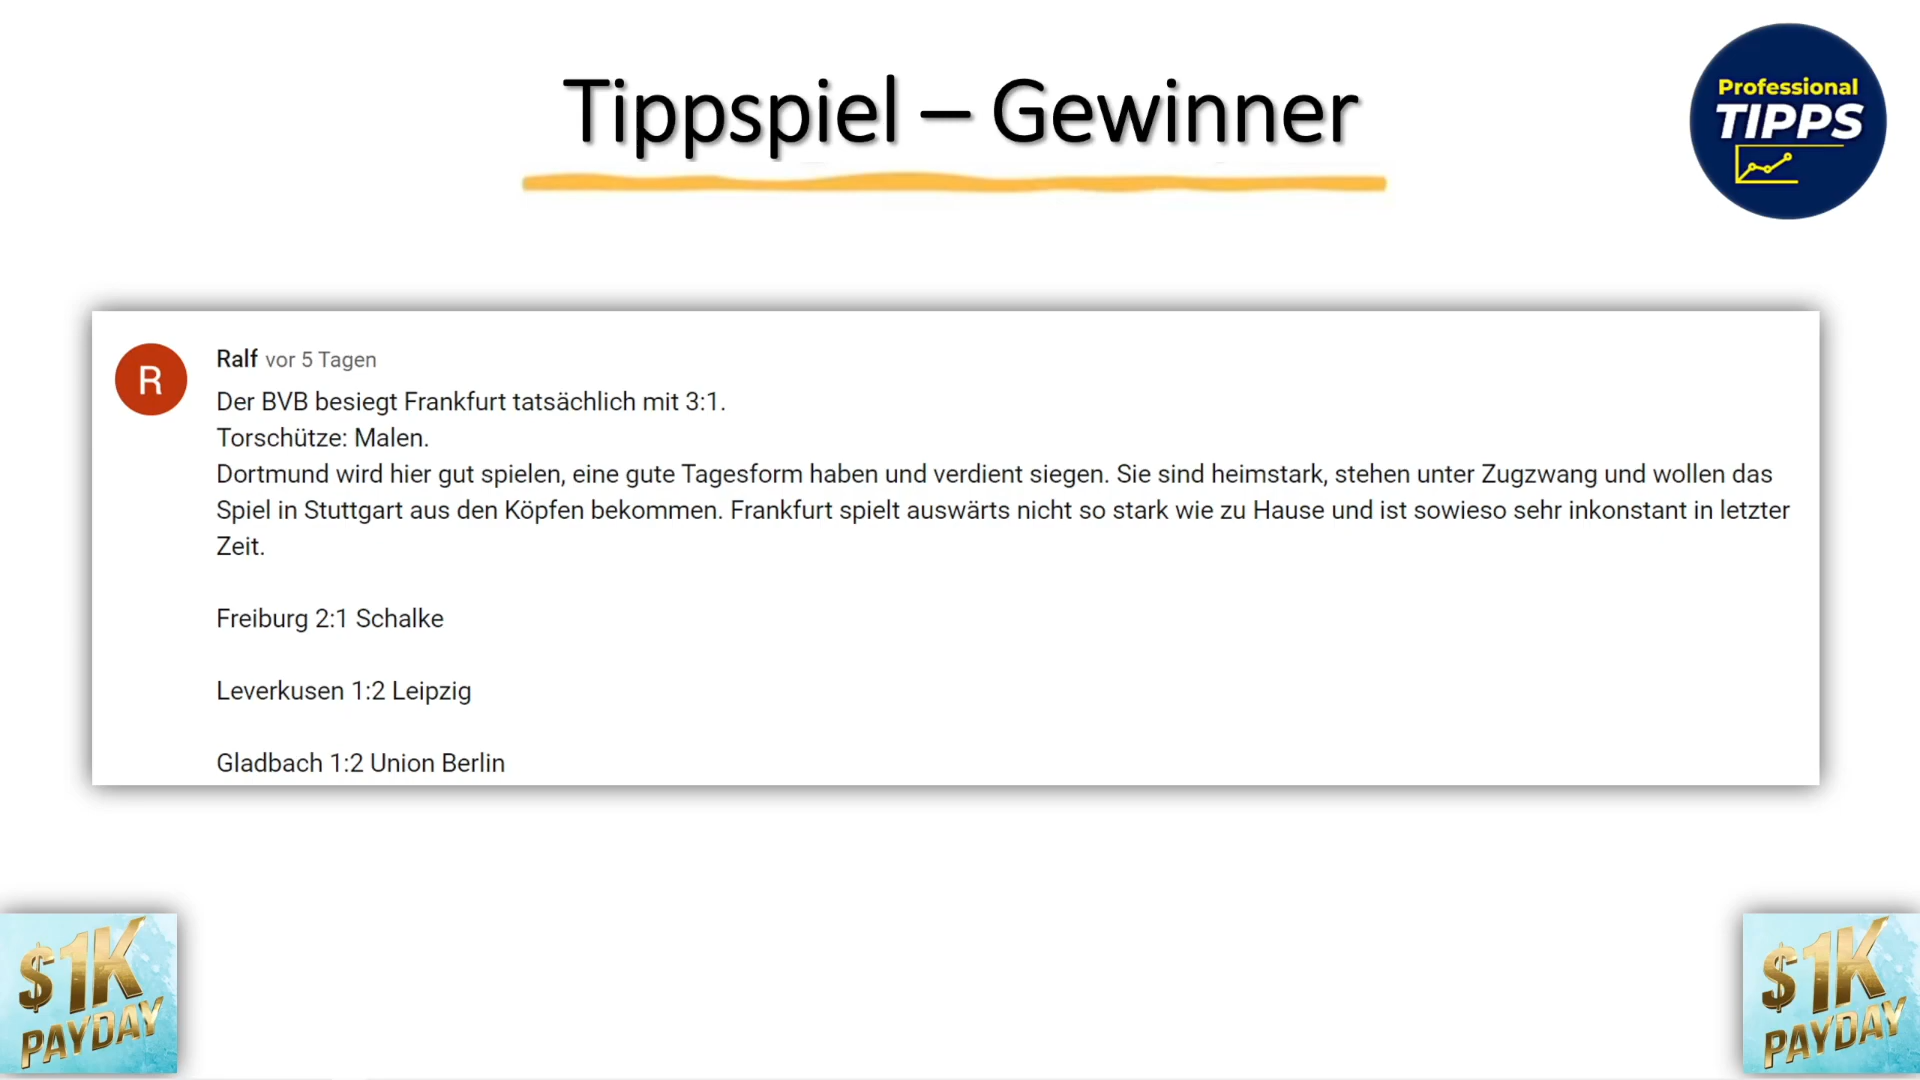 Tippspiel – Gewinner
Professional
TIPPS
R
Ralf vor 5 Tagen
Der BVB besiegt Frankfurt tatsächlich mit 3:1.
Torschütze: Malen.
Dortmund wird hier gut spielen, eine gute Tagesform haben und verdient siegen. Sie sind heimstark, stehen unter Zugzwang und wollen das
Spiel in Stuttgart aus den Köpfen bekommen. Frankfurt spielt auswärts nicht so stark wie zu Hause und ist sowieso sehr inkonstant in letzter
Zeit.
Freiburg 2:1 Schalke
Leverkusen 1:2 Leipzig
Gladbach 1:2 Union Berlin
$1K
PAYDAY
$1K
PAYDAY